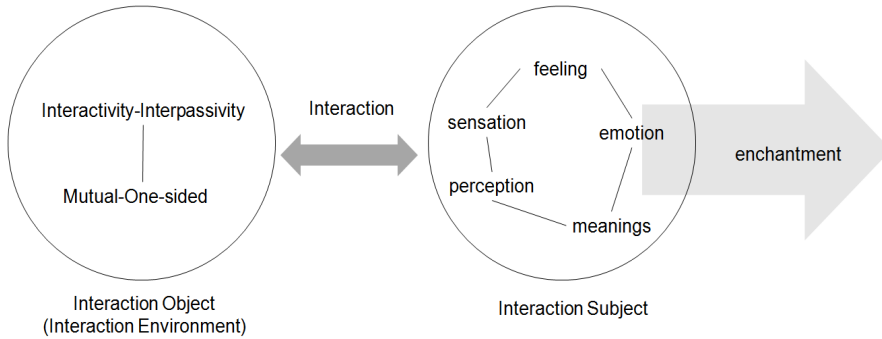 Interactivity-Interpassivity
Mutual-One-sided
Interaction Object
(Interaction Environment)
Interaction
feeling
sensation
emotion
perception
meanings
Interaction Subject
enchantment